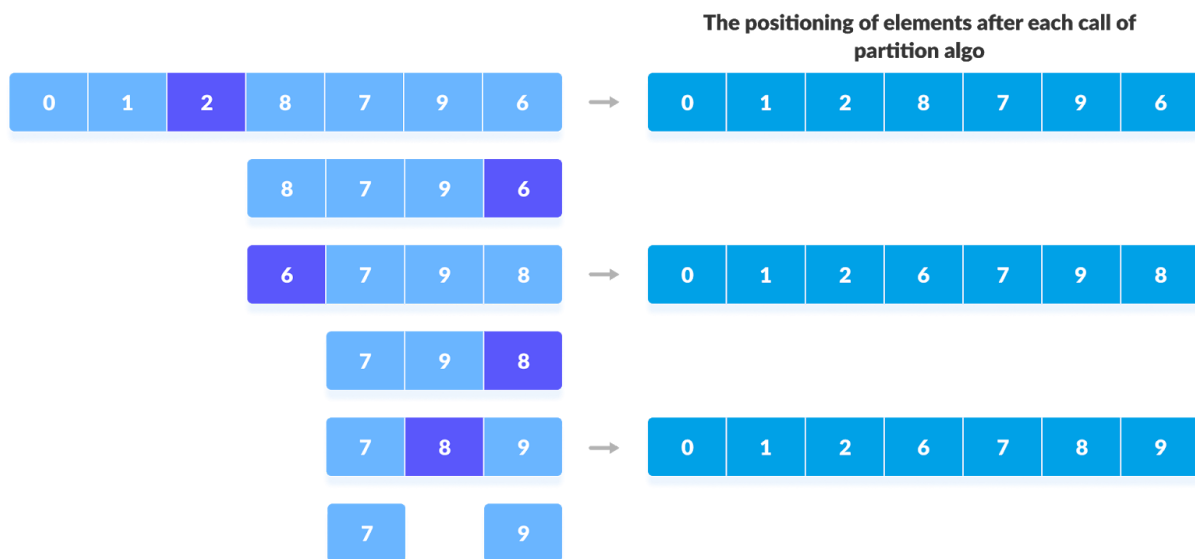 The positioning of elements after each call of
partition algo
0 1 2 8 7 9 6 0 1 2 8 7 9 6
8 7 9 6
6 7 9 8 0 1 2 6 7 9 8
7 9 8
7 8 9 0 1 2 6 7 8 9
7 9